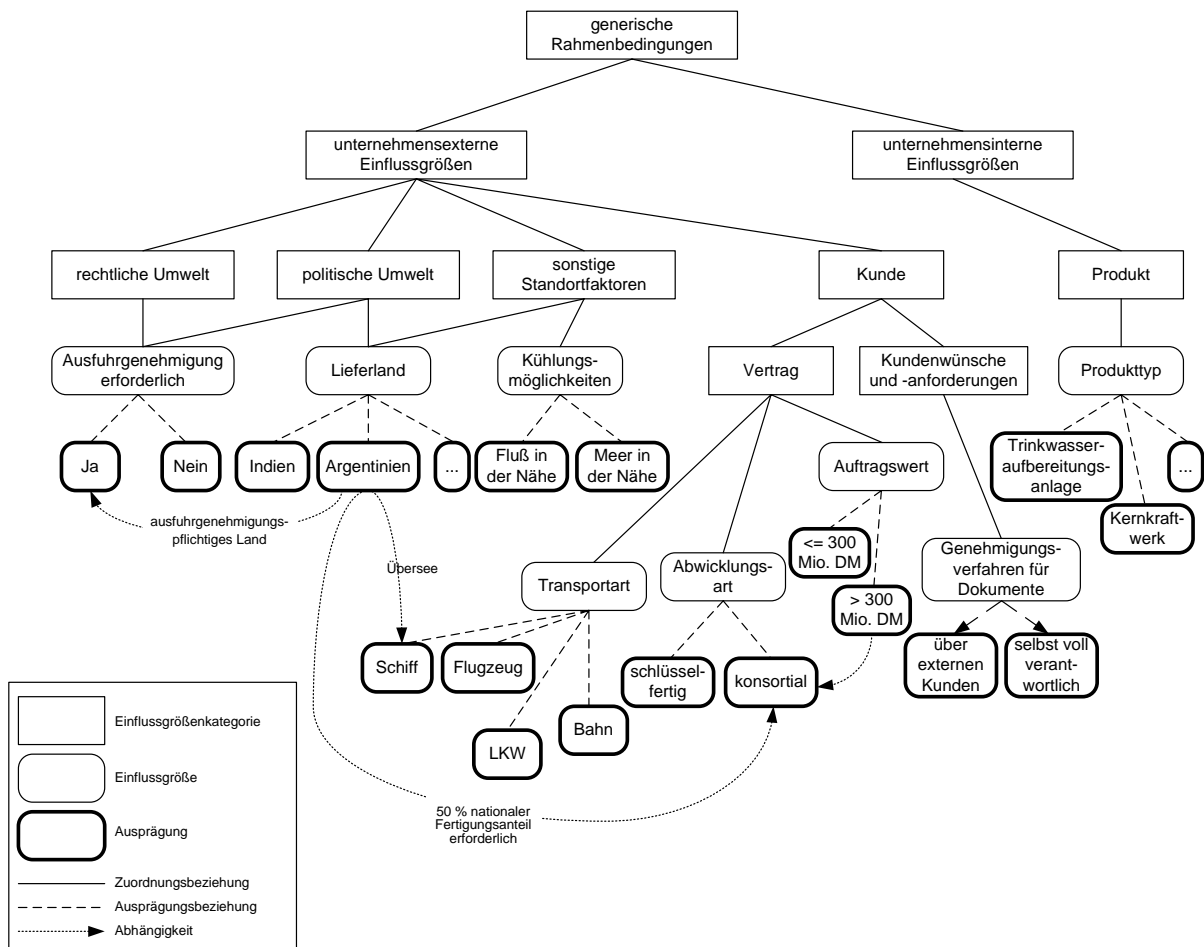 generische
Rahmenbedingungen
unternehmensexterne
Einflussgrößen
unternehmensinterne
Einflussgrößen
rechtliche Umwelt
politische Umwelt
sonstige
Standortfaktoren
Kunde
Produkt
Ausfuhrgenehmigung
erforderlich
Lieferland
Kühlungs-
möglichkeiten
Vertrag
Kundenwünsche
und -anforderungen
Produkttyp
Ja
Nein
Indien
Argentinien
...
Fluß in
der Nähe
Meer in
der Nähe
Auftragswert
Trinkwasser-
aufbereitungs-
anlage
...
Kernkraft-
werk
ausfuhrgenehmigungs-
pflichtiges Land
Übersee
Transportart
Abwicklungs-
art
<= 300
Mio. DM
> 300
Mio. DM
Genehmigungs-
verfahren für
Dokumente
Schiff
Flugzeug
LKW
Bahn
schlüssel-
fertig
konsortial
über
externen
Kunden
selbst voll
verant-
wortlich
50 % nationaler
Fertigungsanteil
erforderlich
Einflussgrößenkategorie
Einflussgröße
Ausprägung
Zuordnungsbeziehung
Ausprägungsbeziehung
Abhängigkeit